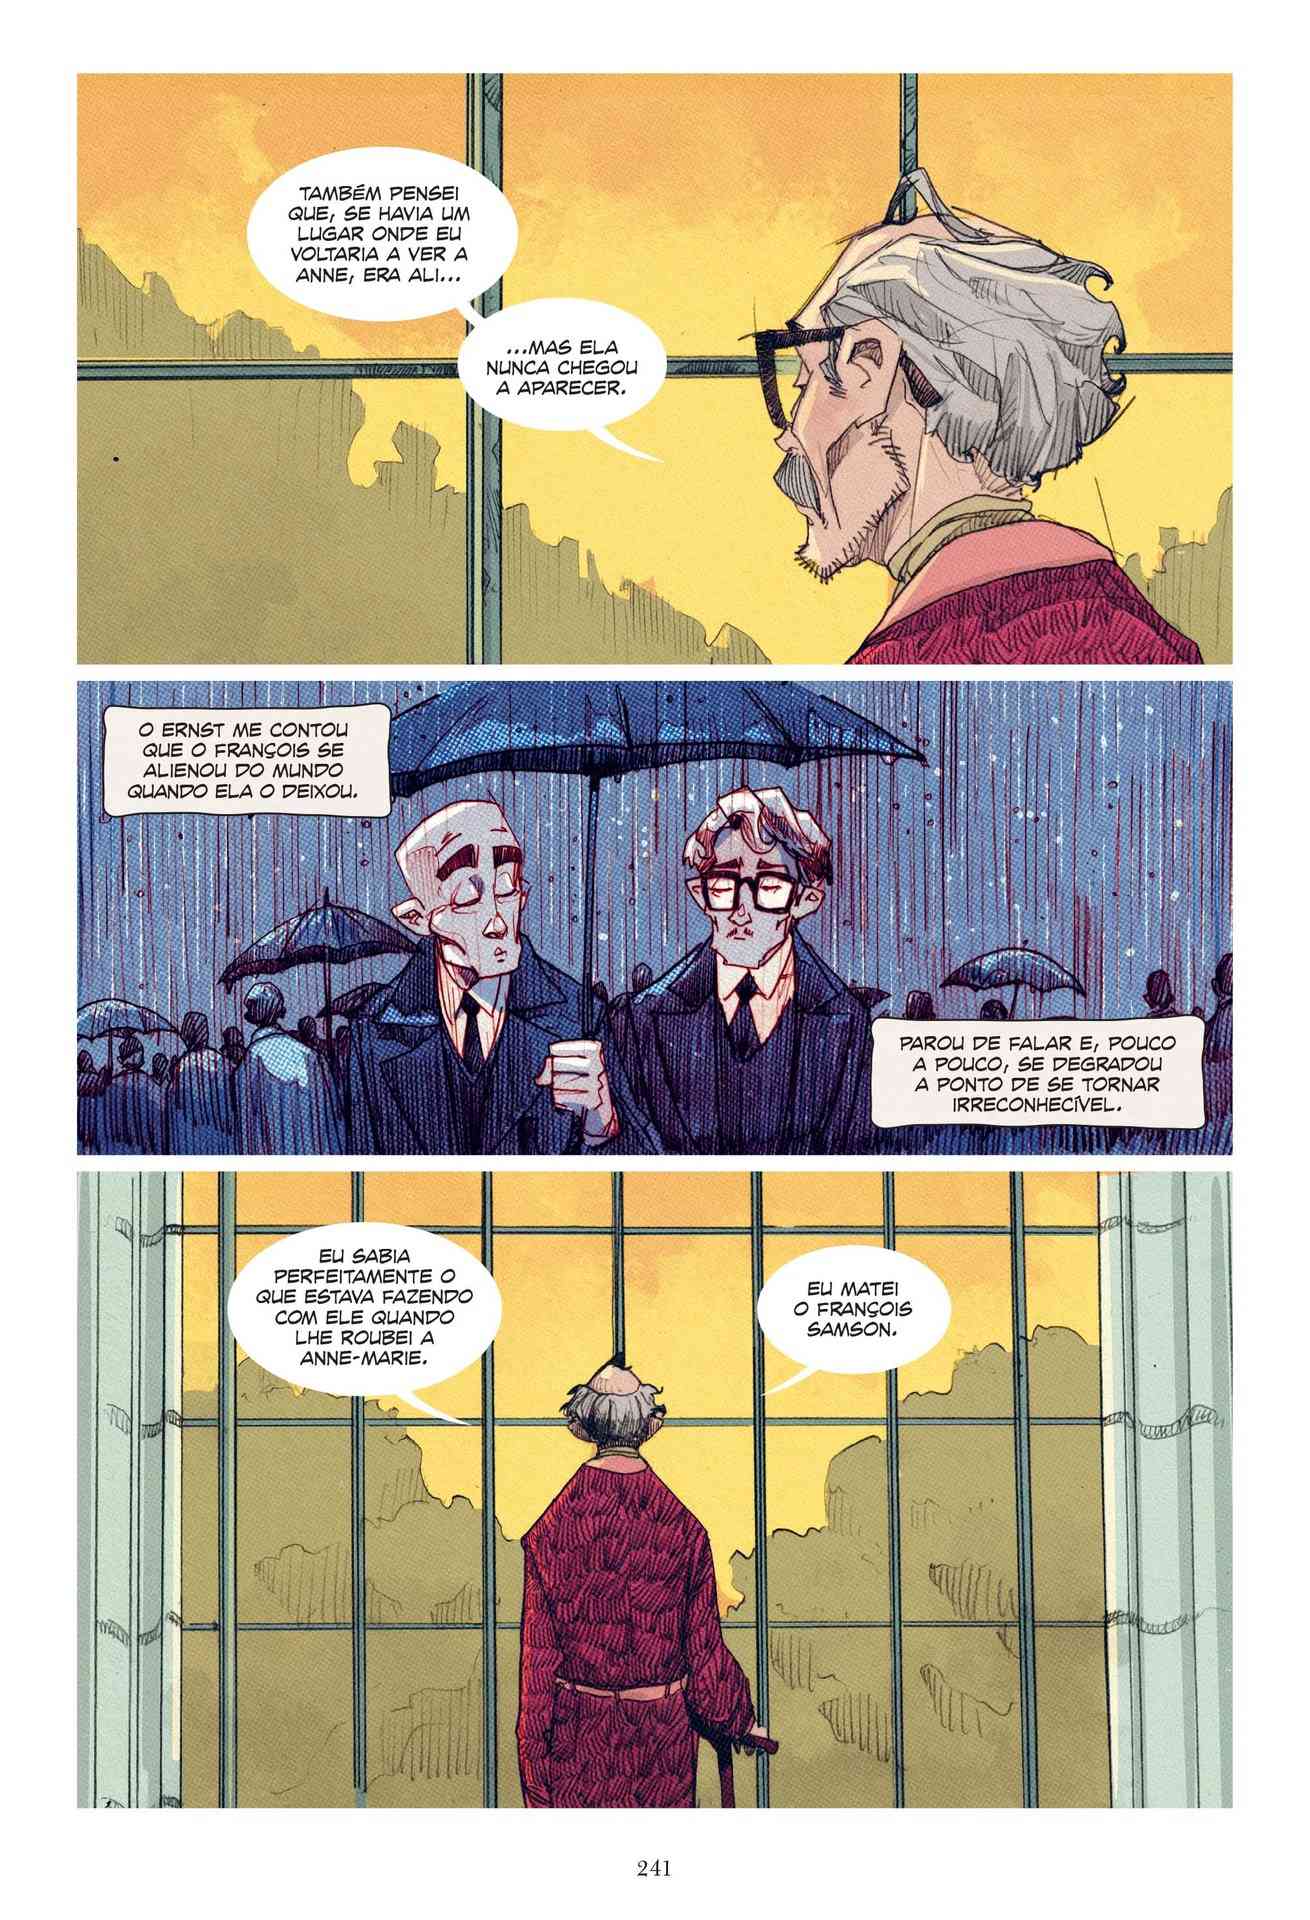 TAMBÉM PENSEI
QUE, SE HAVIA UM
LUGAR ONDE EU
VOLTARIA A VER A
ANNE, ERA ALI...
...MAS ELA
NUNCA CHEGOU
A APARECER.
O ERNST ME CONTOU
QUE O FRANÇOIS SE
ALIENOU DO MUNDO
QUANDO ELA O DEIXOU.
PAROU DE FALAR E, POUCO
A POUCO, SE DEGRADOU
A PONTO DE SE TORNAR
IRRECONHECÍVEL.
EU SABIA
PERFEITAMENTE O
QUE ESTAVA FAZENDO
COM ELE QUANDO
LHE ROUBEI A
ANNE-MARIE.
EU MATEI
O FRANÇOIS
SAMSON.
241